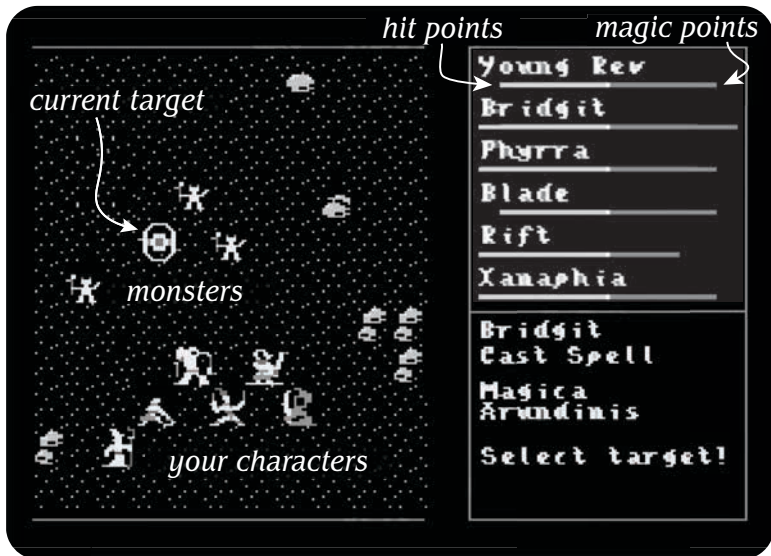 hit points
magic points
current target
monsters
your characters
Young Rev
Bridgit
Phyrra
Blade
Rift
Xanaphia
Bridgit
Cast Spell
Magica
Arundinis
Select target!